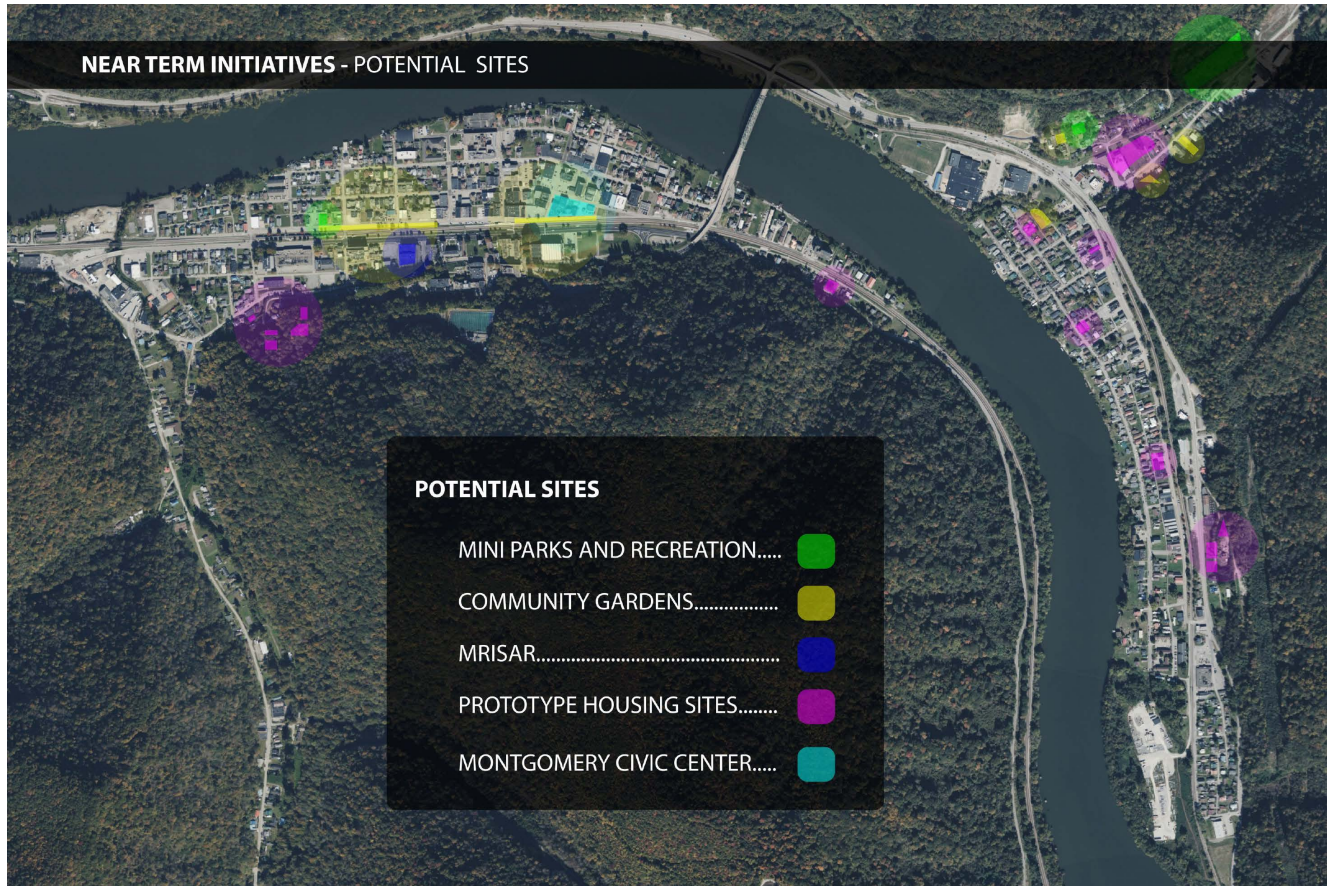 NEAR TERM INITIATIVES - POTENTIAL SITES
POTENTIAL SITES
MINI PARKS AND RECREATION.....
COMMUNITY GARDENS................
MRISAR...............................................
PROTOTYPE HOUSING SITES........
MONTGOMERY CIVIC CENTER.....